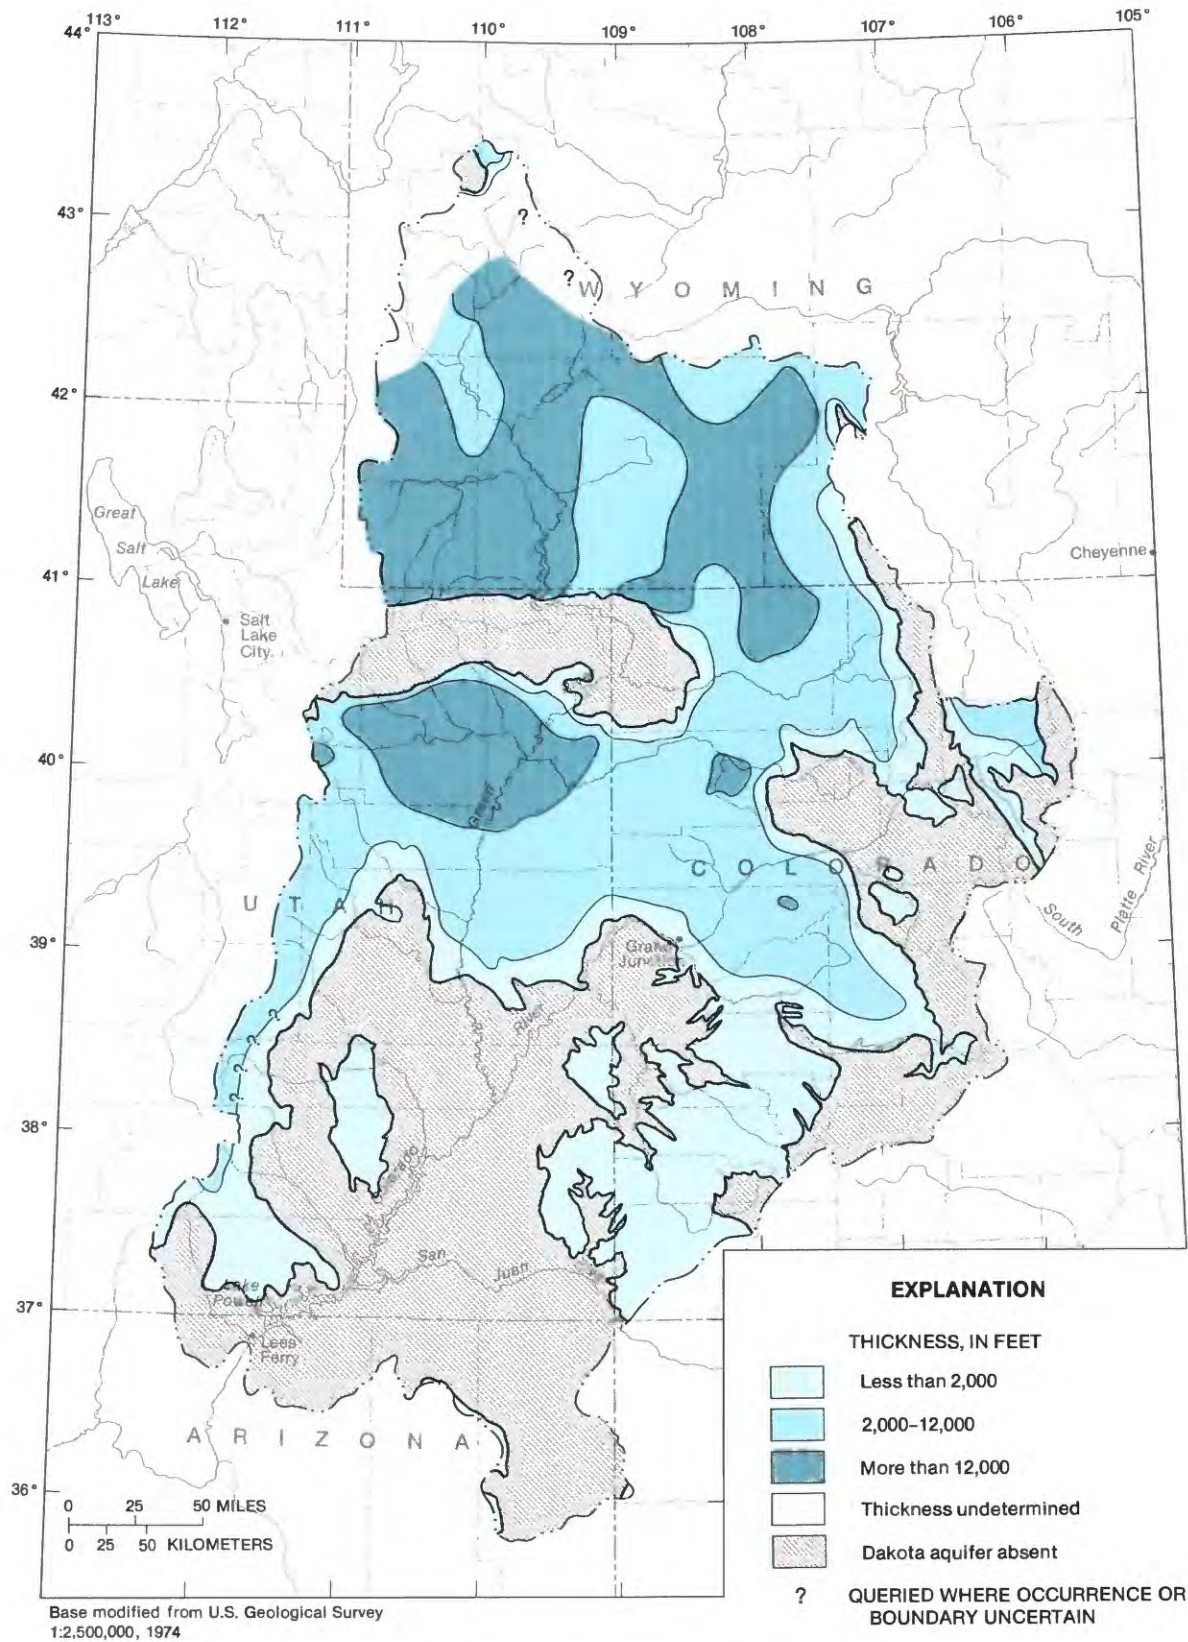 113° 112° 111° 110° 109° 108° 107° 106° 105°
44°
43°
?
?
W Y O M I N G
42°
Great
Salt
Lake
Cheyenne
41°
Salt
Lake
City
40°
Green
C O L O R A D O
Platte River
South
U T A H
39°
Grand
Junction
River
?
?
?
38°
Colorado
San
Juan
Lake
Powell
37°
Lees
Ferry
A R I Z O N A
36°
0 25 50 MILES
0 25 50 KILOMETERS
EXPLANATION
THICKNESS, IN FEET
Less than 2,000
2,000–12,000
More than 12,000
Thickness undetermined
Dakota aquifer absent
? QUERIED WHERE OCCURRENCE OR
BOUNDARY UNCERTAIN
Base modified from U.S. Geological Survey
1:2,500,000, 1974